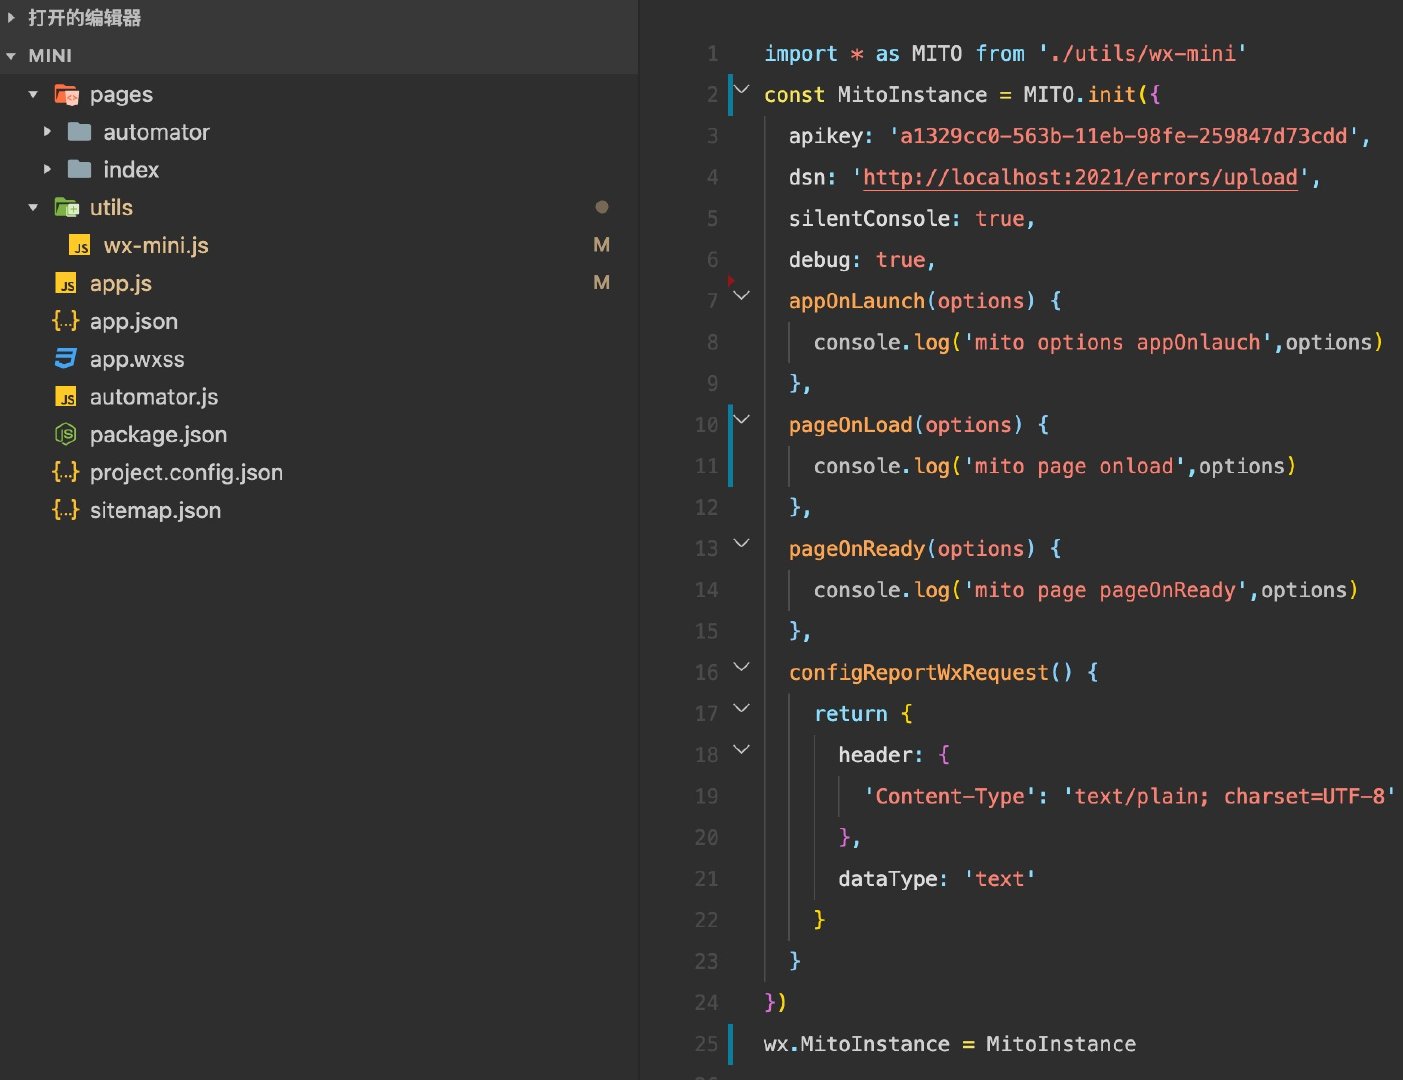 打开的编辑器
MINI
pages
automator
index
utils
wx-mini.js M
app.js M
app.json
app.wxss
automator.js
package.json
project.config.json
sitemap.json
1 import * as MITO from './utils/wx-mini'
2 const MitoInstance = MITO.init({
3 apikey: 'a1329cc0-563b-11eb-98fe-259847d73cdd',
4 dsn: 'http://localhost:2021/errors/upload',
5 silentConsole: true,
6 debug: true,
7 appOnLaunch(options) {
8 console.log('mito options appOnlauch',options)
9 },
10 pageOnLoad(options) {
11 console.log('mito page onload',options)
12 },
13 pageOnReady(options) {
14 console.log('mito page pageOnReady',options)
15 },
16 configReportWxRequest() {
17 return {
18 header: {
19 'Content-Type': 'text/plain; charset=UTF-8'
20 },
21 dataType: 'text'
22 }
23 }
24 })
25 wx.MitoInstance = MitoInstance